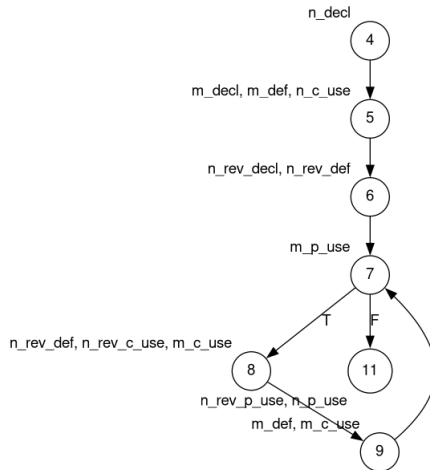 n_decl
4
m_decl, m_def, n_c_use
5
n_rev_decl, n_rev_def
6
m_p_use
7
T
F
n_rev_def, n_rev_c_use, m_c_use
8
11
n_rev_p_use, n_p_use
m_def, m_c_use
9